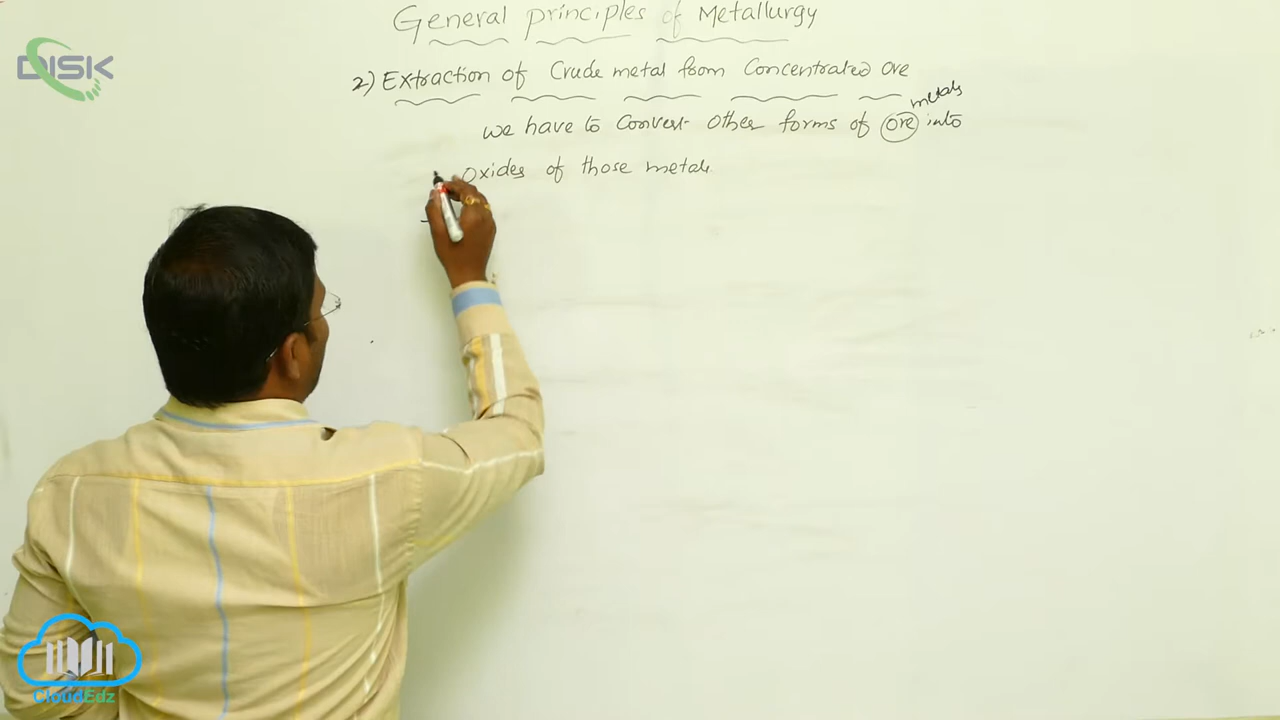 General principles of Metallurgy
DISK
2) Extraction of Crude metal from Concentrated ore
metals
we have to Convert Other forms of ore into
oxides of those metals
CloudEdz